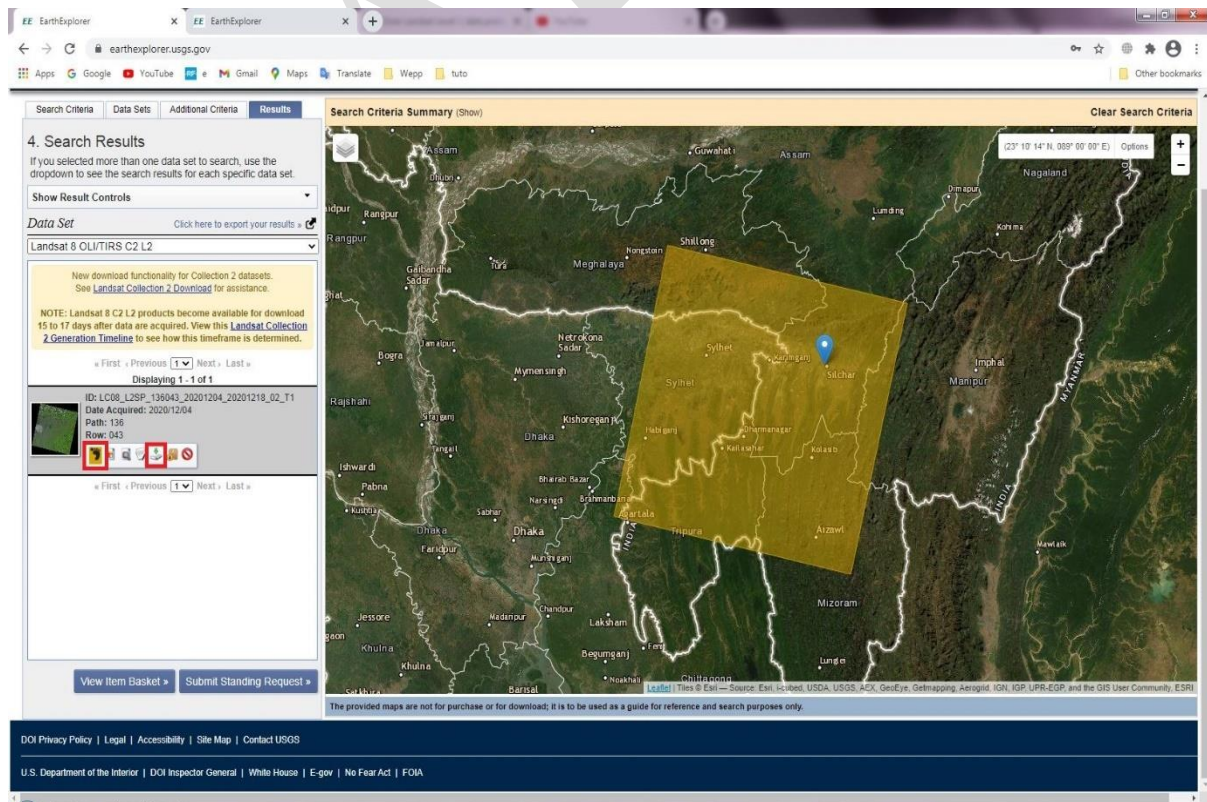 EE EarthExplorer x EE EarthExplorer x +
YouTube
earthexplorer.usgs.gov
Apps Google YouTube e Gmail Maps Translate Wepp tuto Other bookmarks
Search Criteria Data Sets Additional Criteria Results
4. Search Results
If you selected more than one data set to search, use the
dropdown to see the search results for each specific data set.
Show Result Controls
Data Set Click here to export your results »
Landsat 8 OLI/TIRS C2 L2
New download functionality for Collection 2 datasets.
See Landsat Collection 2 Download for assistance.
NOTE: Landsat 8 C2 L2 products become available for download
15 to 17 days after data are acquired. View this Landsat Collection
2 Generation Timeline to see how this timeframe is determined.
« First ‹ Previous 1 Next › Last »
Displaying 1 - 1 of 1
ID: LC08_L2SP_136043_20201204_20201218_02_T1
Date Acquired: 2020/12/04
Path: 136
Row: 043
« First ‹ Previous 1 Next › Last »
View Item Basket »
Submit Standing Request »
Search Criteria Summary (Show)
Clear Search Criteria
(23° 10' 14" N, 089° 00' 00" E) Options
+
−
Assam
Guwahati
Assam
Dhubri
Nagaland
Dimapur
Rangpur
Lumding
Kohima
Rangpur
Shillong
Nongstoin
Gaibandha
Sadar
Tura
Meghalaya
Jamalpur
Netrokona
Sadar
Sylhet
Karimganj
Silchar
Imphal
Manipur
Bogra
Mymensingh
Sylhet
MYANMAR
Rajshahi
Sirajganj
Kishoreganj
Habiganj
Dharmanagar
Dhaka
Kailasahar
Kolasib
Tangail
Ishwardi
Bhairab Bazar
Pabna
Narsingdi
Brahmanbaria
INDIA
Kushtia
Sabhar
Agartala
Dhaka
Dhaka
Tripura
Aizawl
INDIA
Faridpur
Munshiganj
Mawlaik
Mizoram
Jessore
Madaripur
Chandpur
Laksham
Khulna
Feni
Khulna
Begumganj
Lunglei
Noakhali
Chittagong
Satkhira
Barisal
Leaflet | Tiles © Esri — Source: Esri, i-cubed, USDA, USGS, AEX, GeoEye, Getmapping, Aerogrid, IGN, IGP, UPR-EGP, and the GIS User Community, ESRI
The provided maps are not for purchase or for download; it is to be used as a guide for reference and search purposes only.
DOI Privacy Policy | Legal | Accessibility | Site Map | Contact USGS
U.S. Department of the Interior | DOI Inspector General | White House | E-gov | No Fear Act | FOIA